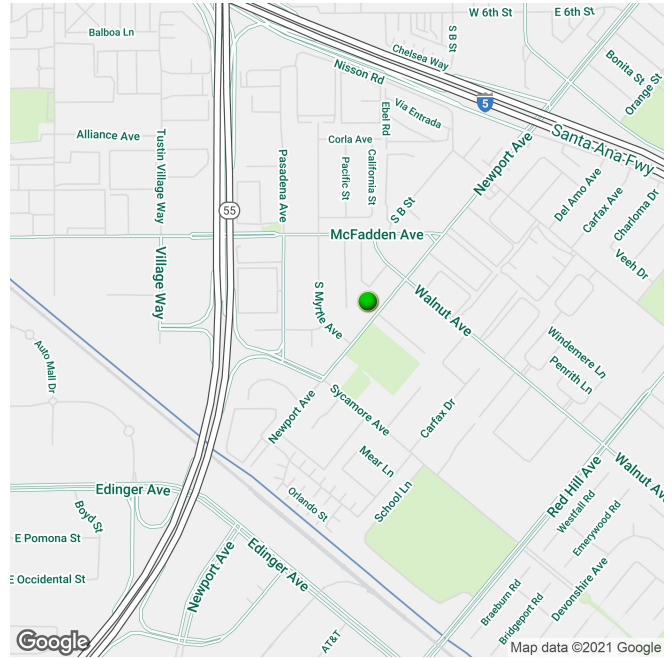 W 6th St
E 6th St
Balboa Ln
S B St
Chelsea Way
Nisson Rd
Bonita St
Orange St
5
Ebel Rd
Via Entrada
Santa Ana Fwy
Alliance Ave
Tustin Village Way
Corla Ave
Pasadena Ave
Pacific St
California St
Newport Ave
Del Amo Ave
Carfax Ave
Charloma Dr
55
S B St
McFadden Ave
Veeh Dr
Village Way
S Myrtle Ave
Walnut Ave
Windemere Ln
Penrith Ln
Auto Mall Dr
Newport Ave
Sycamore Ave
Carfax Dr
Mear Ln
Red Hill Ave
Walnut Ave
Edinger Ave
Orlando St
School Ln
Westfall Rd
Emerywood Rd
Boyd St
E Pomona St
Newport Ave
Edinger Ave
Devonshire Ave
E Occidental St
Braeburn Rd
Bridgeport Rd
AT&T
Google
Map data ©2021 Google